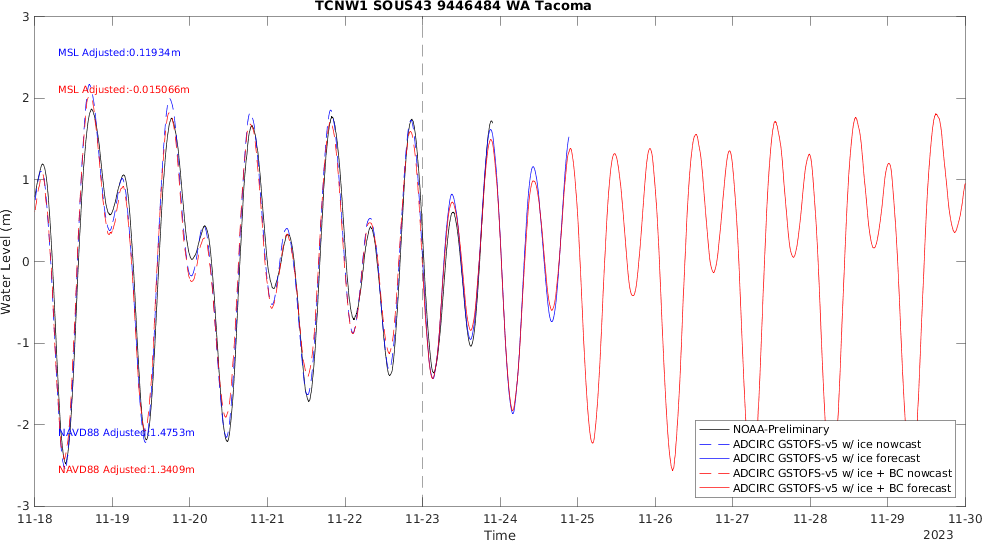 TCNW1 SOUS43 9446484 WA Tacoma
MSL Adjusted:0.11934m
MSL Adjusted:-0.015066m
NAVD88 Adjusted:1.4753m
NAVD88 Adjusted:1.3409m
Water Level (m)
3
2
1
0
-1
-2
-3
NOAA-Preliminary
ADCIRC GSTOFS-v5 w/ ice nowcast
ADCIRC GSTOFS-v5 w/ ice forecast
ADCIRC GSTOFS-v5 w/ ice + BC nowcast
ADCIRC GSTOFS-v5 w/ ice + BC forecast
11-18 11-19 11-20 11-21 11-22 11-23 11-24 11-25 11-26 11-27 11-28 11-29 11-30
Time
2023